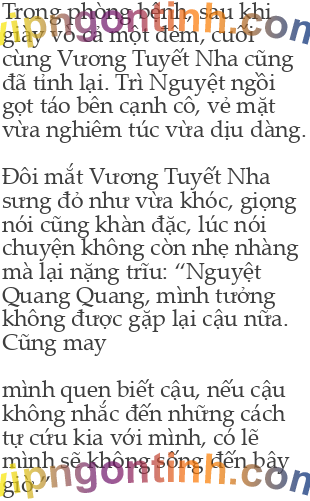 Trong phòng bệnh, sau khi
giày vò cả một đêm, cuối
cùng Vương Tuyết Nha cũng
đã tỉnh lại. Trì Nguyệt ngồi
gọt táo bên cạnh cô, vẻ mặt
vừa nghiêm túc vừa dịu dàng.
Đôi mắt Vương Tuyết Nha
sưng đỏ như vừa khóc, giọng
nói cũng khàn đặc, lúc nói
chuyện không còn nhẹ nhàng
mà lại nặng trĩu: “Nguyệt
Quang Quang, mình tưởng
không được gặp lại cậu nữa.
Cũng may
mình quen biết cậu, nếu cậu
không nhắc đến những cách
tự cứu kia với mình, có lẽ
mình sẽ không sống đến bây
giờ.”
vipngontinh.com
vipngontinh.com